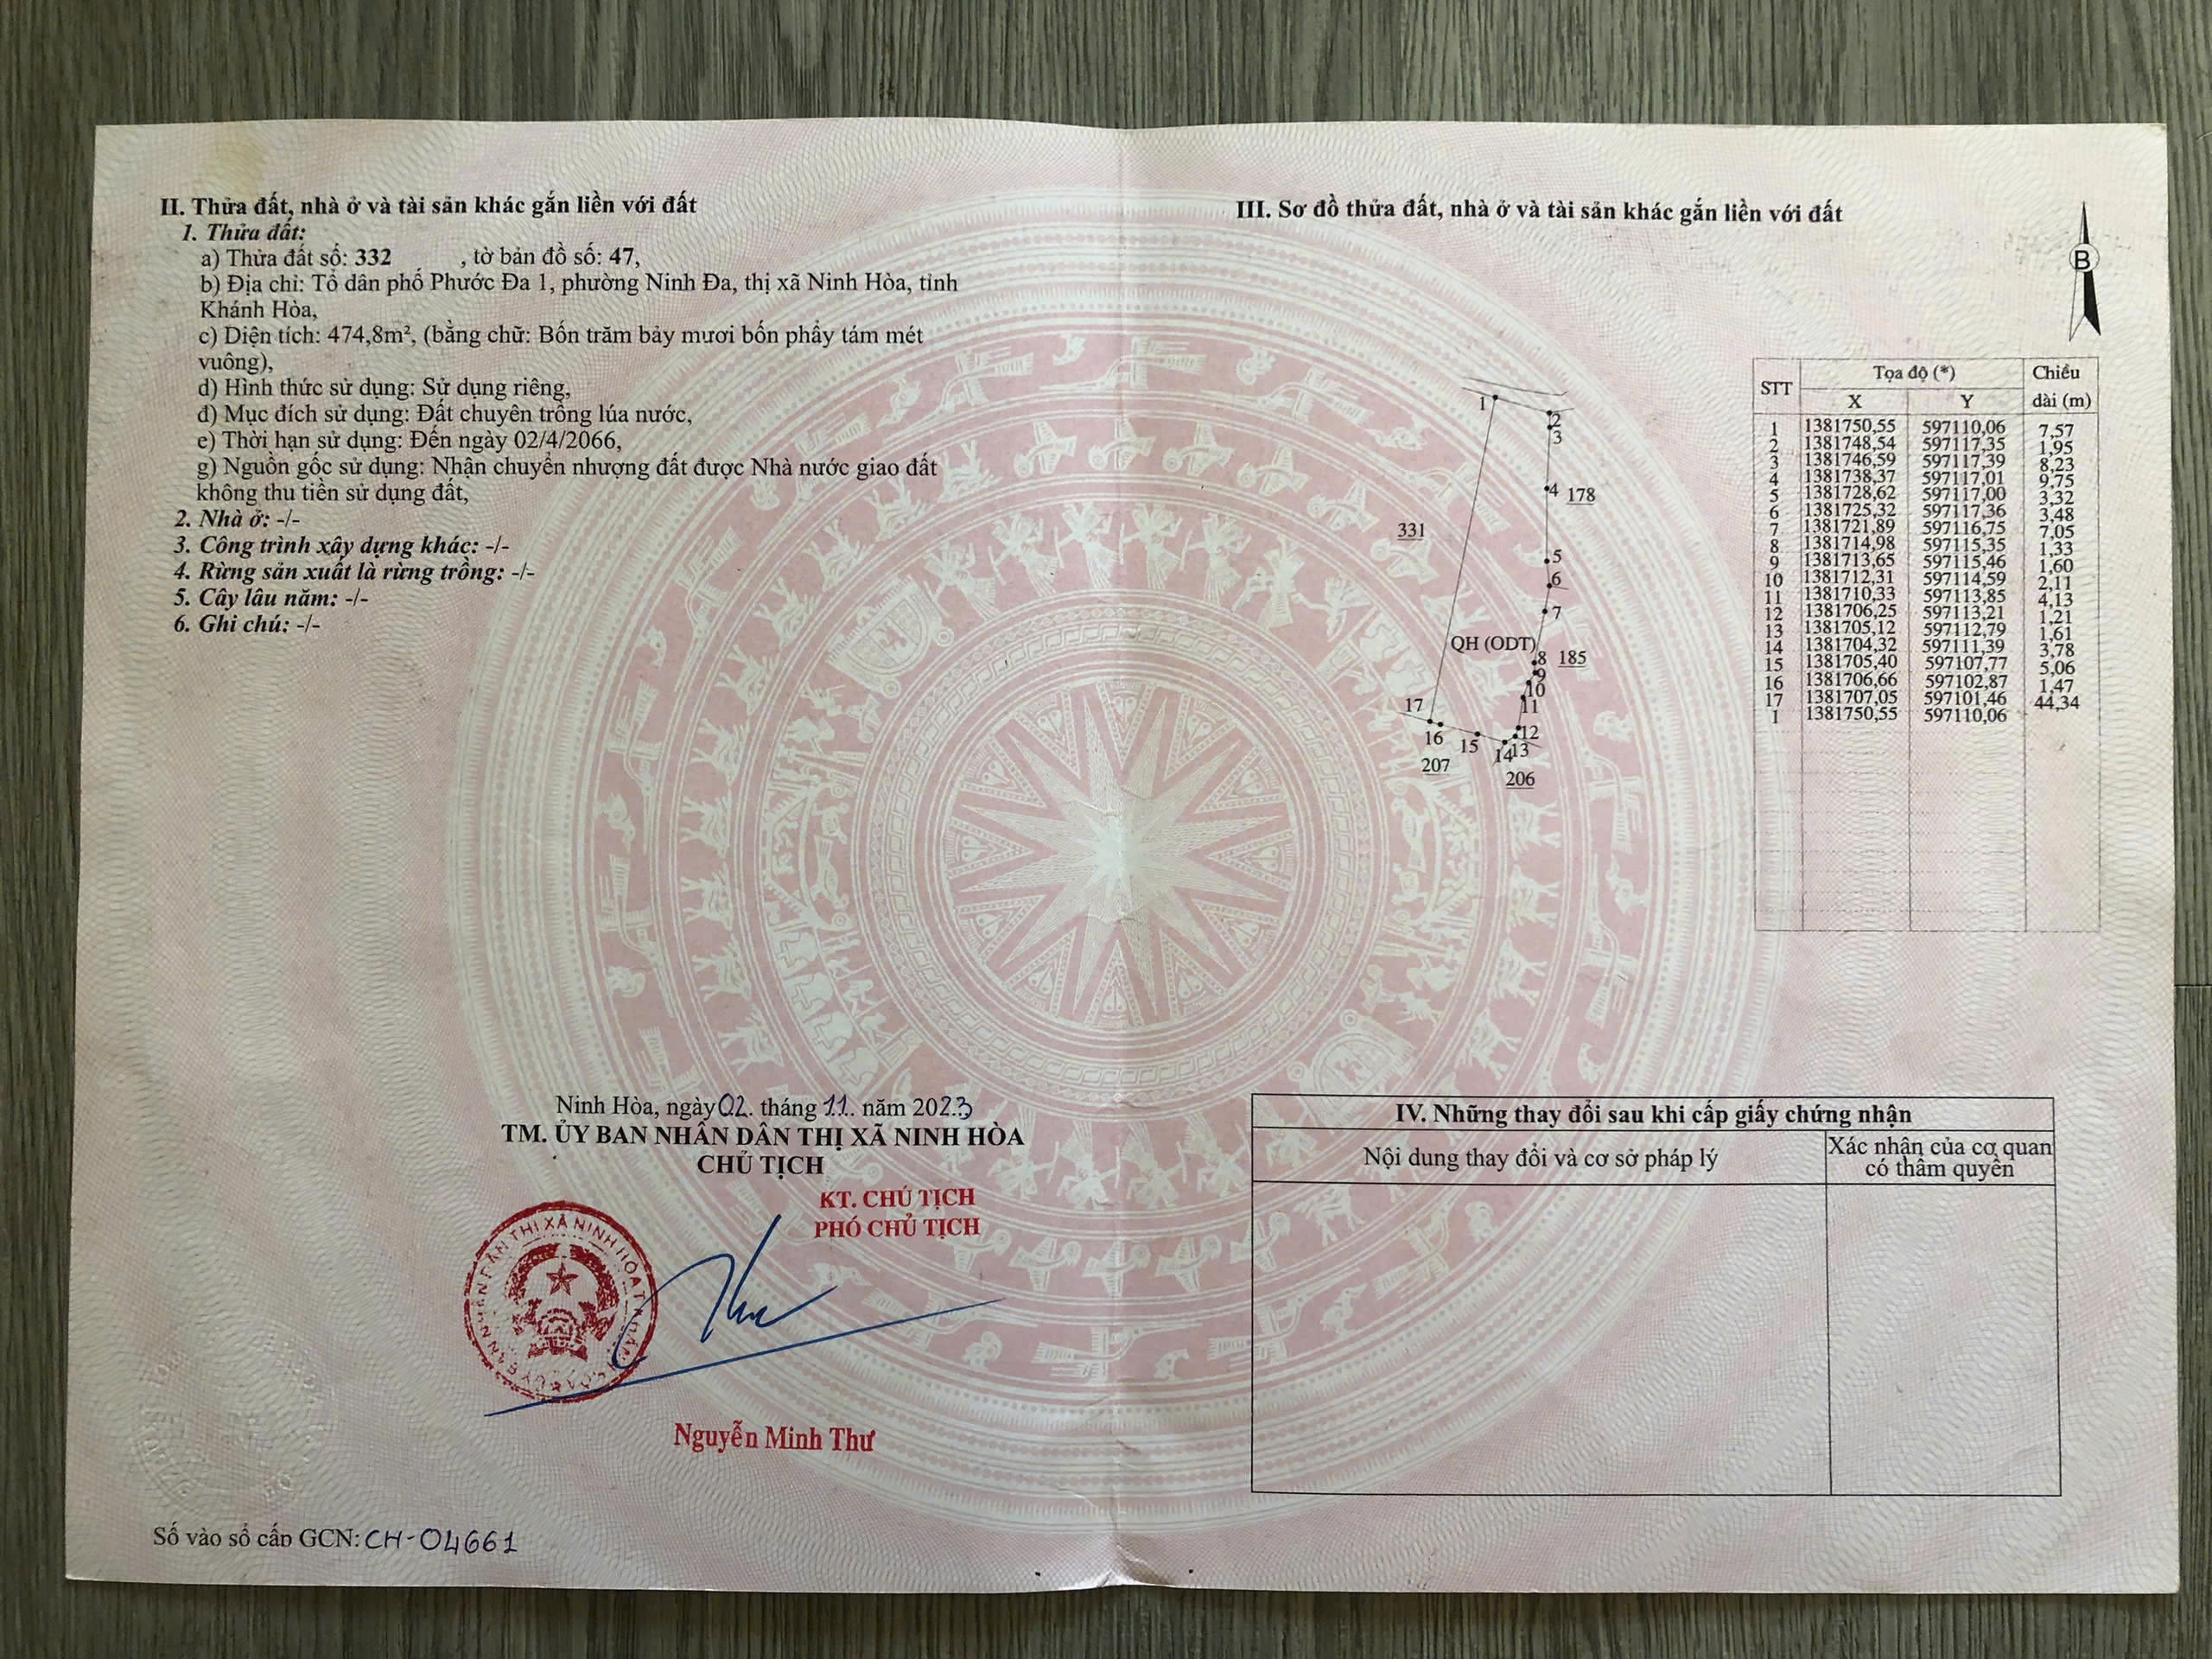 II. Thửa đất, nhà ở và tài sản khác gắn liền với đất
1. Thửa đất:
a) Thửa đất số: 332 , tờ bản đồ số: 47,
b) Địa chỉ: Tổ dân phố Phước Đa 1, phường Ninh Đa, thị xã Ninh Hòa, tỉnh
Khánh Hòa,
c) Diện tích: 474,8m², (bằng chữ: Bốn trăm bảy mươi bốn phẩy tám mét
vuông),
d) Hình thức sử dụng: Sử dụng riêng,
đ) Mục đích sử dụng: Đất chuyên trồng lúa nước,
e) Thời hạn sử dụng: Đến ngày 02/4/2066,
g) Nguồn gốc sử dụng: Nhận chuyển nhượng đất được Nhà nước giao đất
không thu tiền sử dụng đất,
2. Nhà ở: -/-
3. Công trình xây dựng khác: -/-
4. Rừng sản xuất là rừng trồng: -/-
5. Cây lâu năm: -/-
6. Ghi chú: -/-
Ninh Hòa, ngày 02. tháng 11. năm 2023
TM. ỦY BAN NHÂN DÂN THỊ XÃ NINH HÒA
CHỦ TỊCH
KT. CHỦ TỊCH
PHÓ CHỦ TỊCH
Nguyễn Minh Thư
Số vào sổ cấp GCN: CH-04661
III. Sơ đồ thửa đất, nhà ở và tài sản khác gắn liền với đất
B
1
2
3
4 178
331
5
6
7
QH (ODT)
8 185
9
10
11
17
12
16
15
14 13
207
206
STT Tọa độ (*) Chiều
X Y dài (m)
1 1381750,55 597110,06 7,57
2 1381748,54 597117,35 1,95
3 1381746,59 597117,39 8,23
4 1381738,37 597117,01 9,75
5 1381728,62 597117,00 3,32
6 1381725,32 597117,36 3,48
7 1381721,89 597116,75 7,05
8 1381714,98 597115,35 1,33
9 1381713,65 597115,46 1,60
10 1381712,31 597114,59 2,11
11 1381710,33 597113,85 4,13
12 1381706,25 597113,21 1,21
13 1381705,12 597112,79 1,61
14 1381704,32 597111,39 3,78
15 1381705,40 597107,77 5,06
16 1381706,66 597102,87 1,47
17 1381707,05 597101,46 44,34
1 1381750,55 597110,06
IV. Những thay đổi sau khi cấp giấy chứng nhận
Nội dung thay đổi và cơ sở pháp lý
Xác nhận của cơ quan
có thẩm quyền